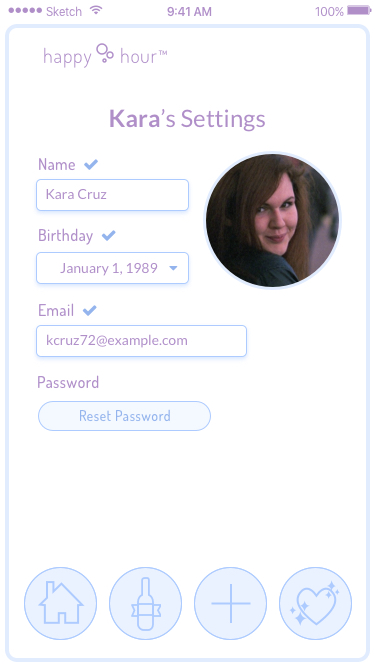 Sketch 9:41 AM 100%
happy hour™
Kara's Settings
Name
Kara Cruz
Birthday
January 1, 1989
Email
kcruz72@example.com
Password
Reset Password